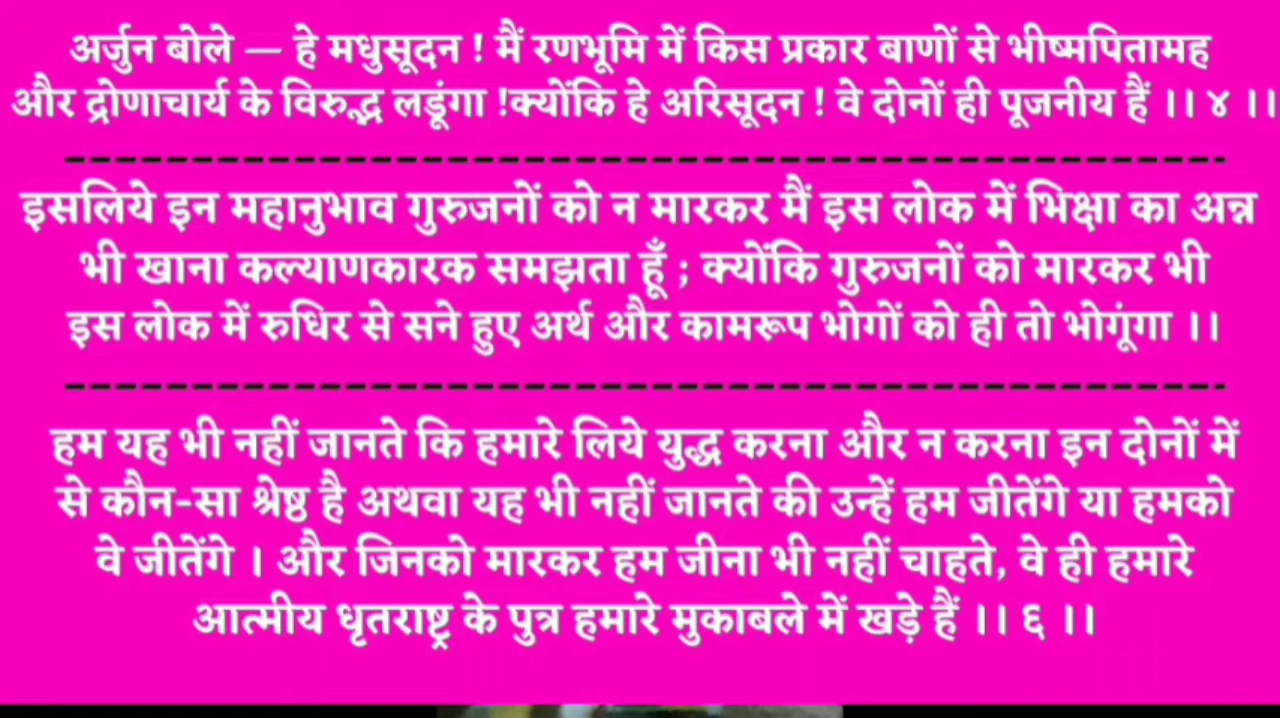 अर्जुन बोले — हे मधुसूदन ! मैं रणभूमि में किस प्रकार बाणों से भीष्मपितामह
और द्रोणाचार्य के विरुद्ध लडूंगा !क्योंकि हे अरिसूदन ! वे दोनों ही पूजनीय हैं ।। ४ ।।
इसलिये इन महानुभाव गुरुजनों को न मारकर मैं इस लोक में भिक्षा का अन्न
भी खाना कल्याणकारक समझता हूँ ; क्योंकि गुरुजनों को मारकर भी
इस लोक में रुधिर से सने हुए अर्थ और कामरूप भोगों को ही तो भोगूंगा ।।
हम यह भी नहीं जानते कि हमारे लिये युद्ध करना और न करना इन दोनों में
से कौन-सा श्रेष्ठ है अथवा यह भी नहीं जानते की उन्हें हम जीतेंगे या हमको
वे जीतेंगे । और जिनको मारकर हम जीना भी नहीं चाहते, वे ही हमारे
आत्मीय धृतराष्ट्र के पुत्र हमारे मुकाबले में खड़े हैं ।। ६ ।।